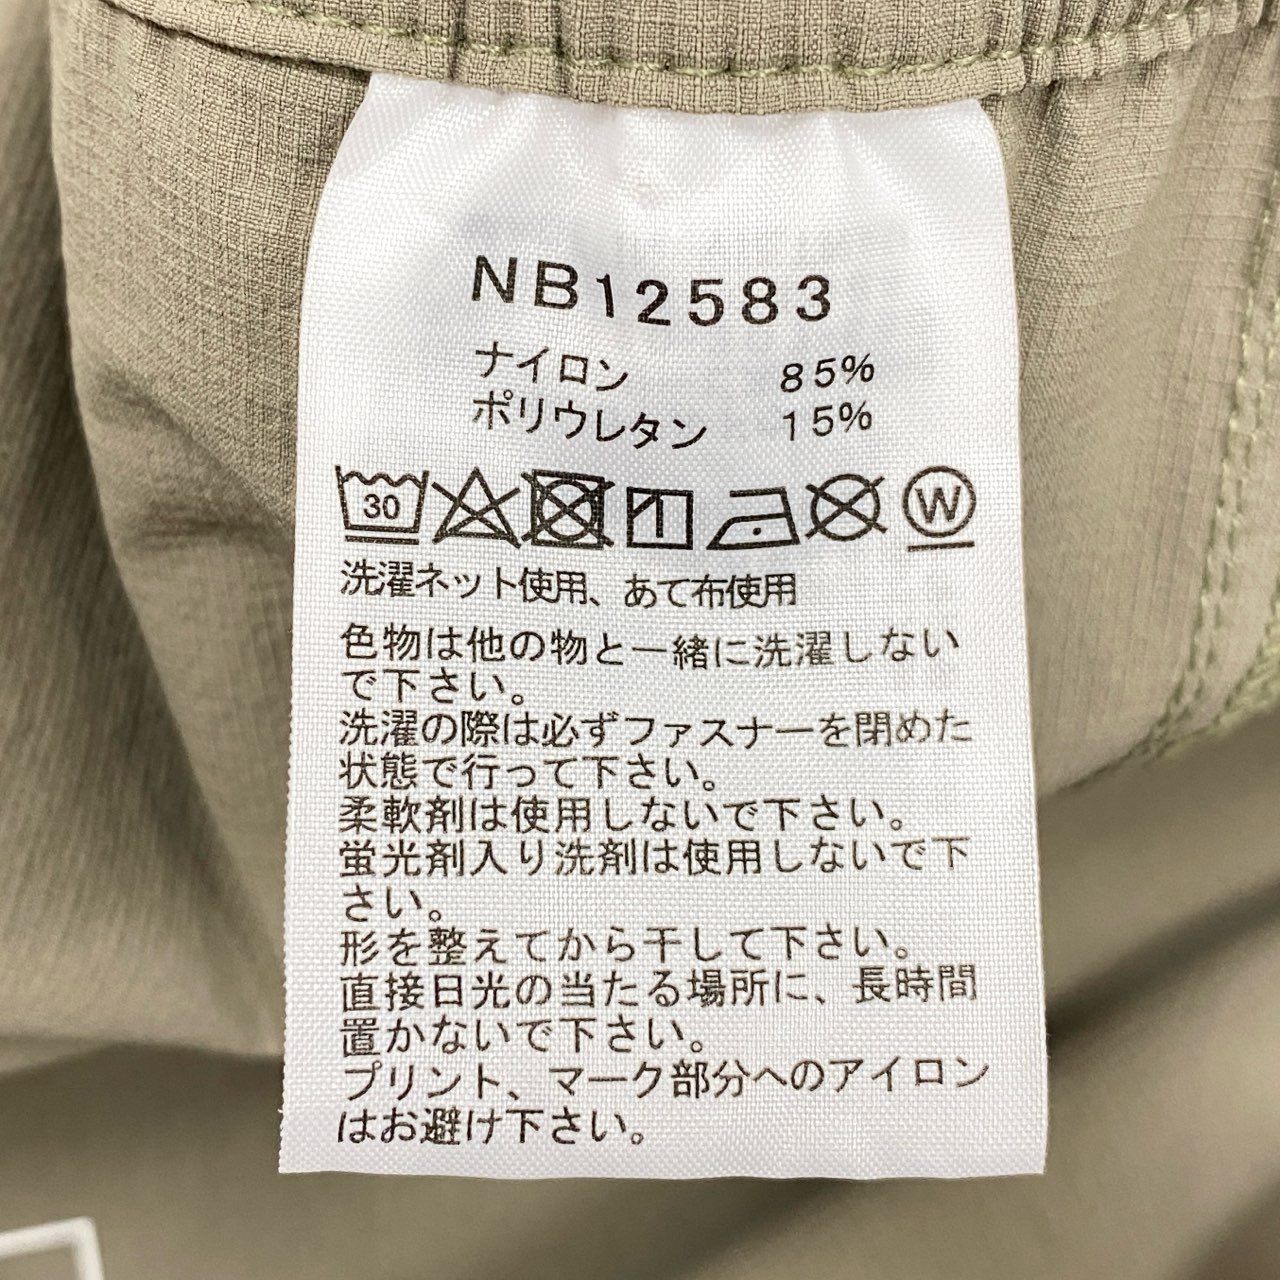 NB12583
ナイロン 85%
ポリウレタン 15%
30 W
洗濯ネット使用、あて布使用
色物は他の物と一緒に洗濯しない
で下さい。
洗濯の際は必ずファスナーを閉めた
状態で行って下さい。
柔軟剤は使用しないで下さい。
蛍光剤入り洗剤は使用しないで下
さい。
形を整えてから干して下さい。
直接日光の当たる場所に、長時間
置かないで下さい。
プリント、マーク部分へのアイロン
はお避け下さい。